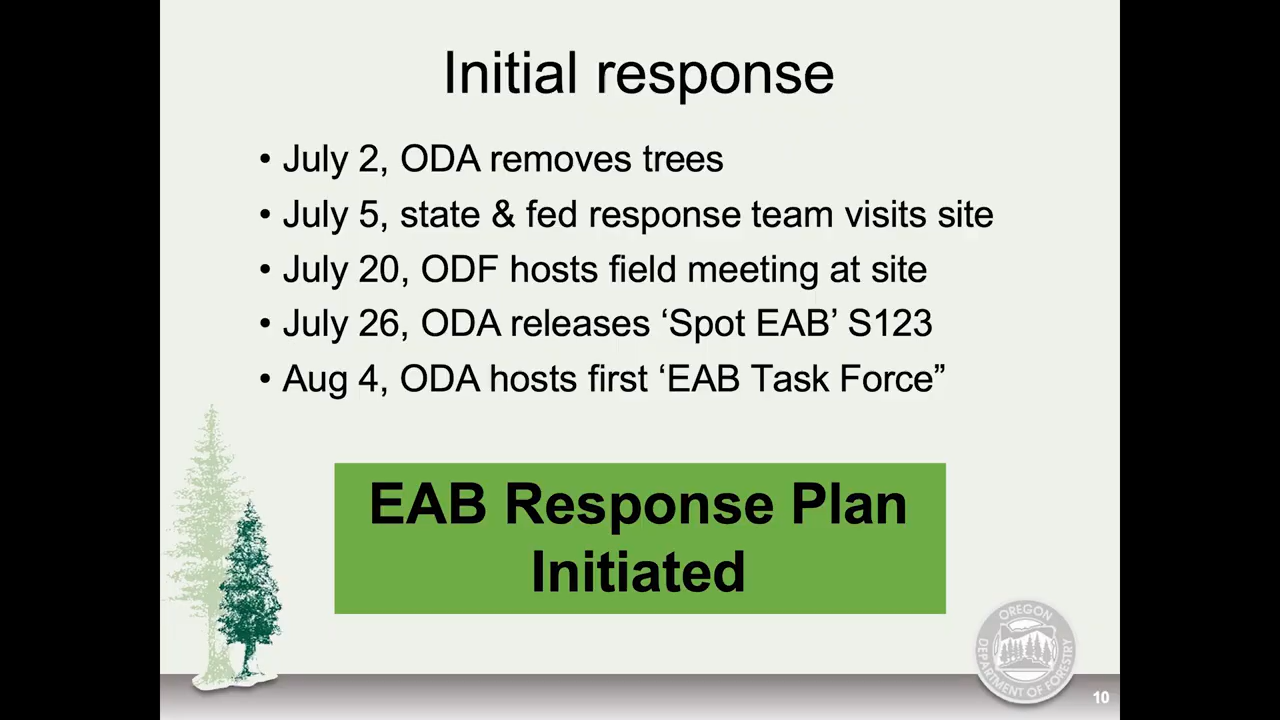 Initial response
• July 2, ODA removes trees
• July 5, state & fed response team visits site
• July 20, ODF hosts field meeting at site
• July 26, ODA releases ‘Spot EAB’ S123
• Aug 4, ODA hosts first ‘EAB Task Force”
EAB Response Plan
Initiated
OREGON
DEPARTMENT OF FORESTRY
10